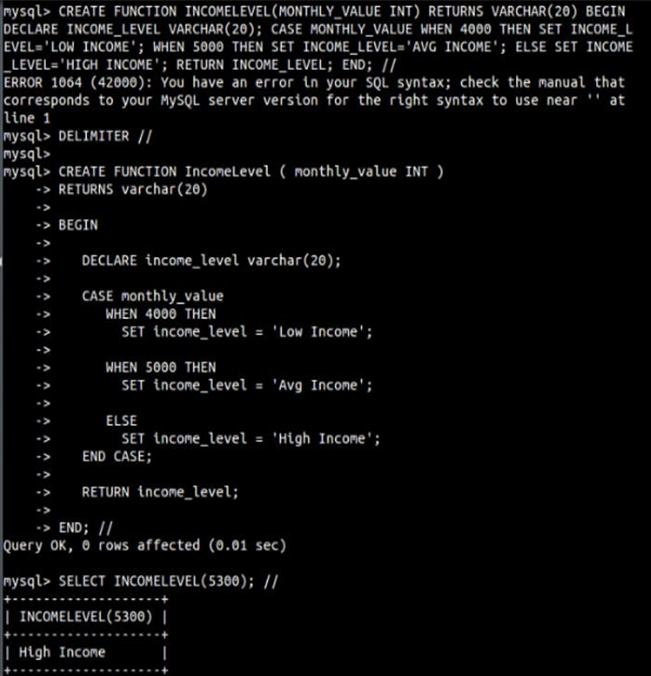 mysql> CREATE FUNCTION INCOMELEVEL(MONTHLY_VALUE INT) RETURNS VARCHAR(20) BEGIN
DECLARE INCOME_LEVEL VARCHAR(20); CASE MONTHLY_VALUE WHEN 4000 THEN SET INCOME_L
EVEL='LOW INCOME'; WHEN 5000 THEN SET INCOME_LEVEL='AVG INCOME'; ELSE SET INCOME
_LEVEL='HIGH INCOME'; RETURN INCOME_LEVEL; END; //
ERROR 1064 (42000): You have an error in your SQL syntax; check the manual that
corresponds to your MySQL server version for the right syntax to use near '' at
line 1
mysql> DELIMITER //
mysql>
mysql> CREATE FUNCTION IncomeLevel ( monthly_value INT )
    -> RETURNS varchar(20)
    ->
    -> BEGIN
    ->
    ->    DECLARE income_level varchar(20);
    ->
    ->    CASE monthly_value
    ->       WHEN 4000 THEN
    ->         SET income_level = 'Low Income';
    ->
    ->       WHEN 5000 THEN
    ->         SET income_level = 'Avg Income';
    ->
    ->       ELSE
    ->         SET income_level = 'High Income';
    ->    END CASE;
    ->
    ->    RETURN income_level;
    ->
    -> END; //
Query OK, 0 rows affected (0.01 sec)

mysql> SELECT INCOMELEVEL(5300); //
+-------------------+
| INCOMELEVEL(5300) |
+-------------------+
| High Income       |
+-------------------+